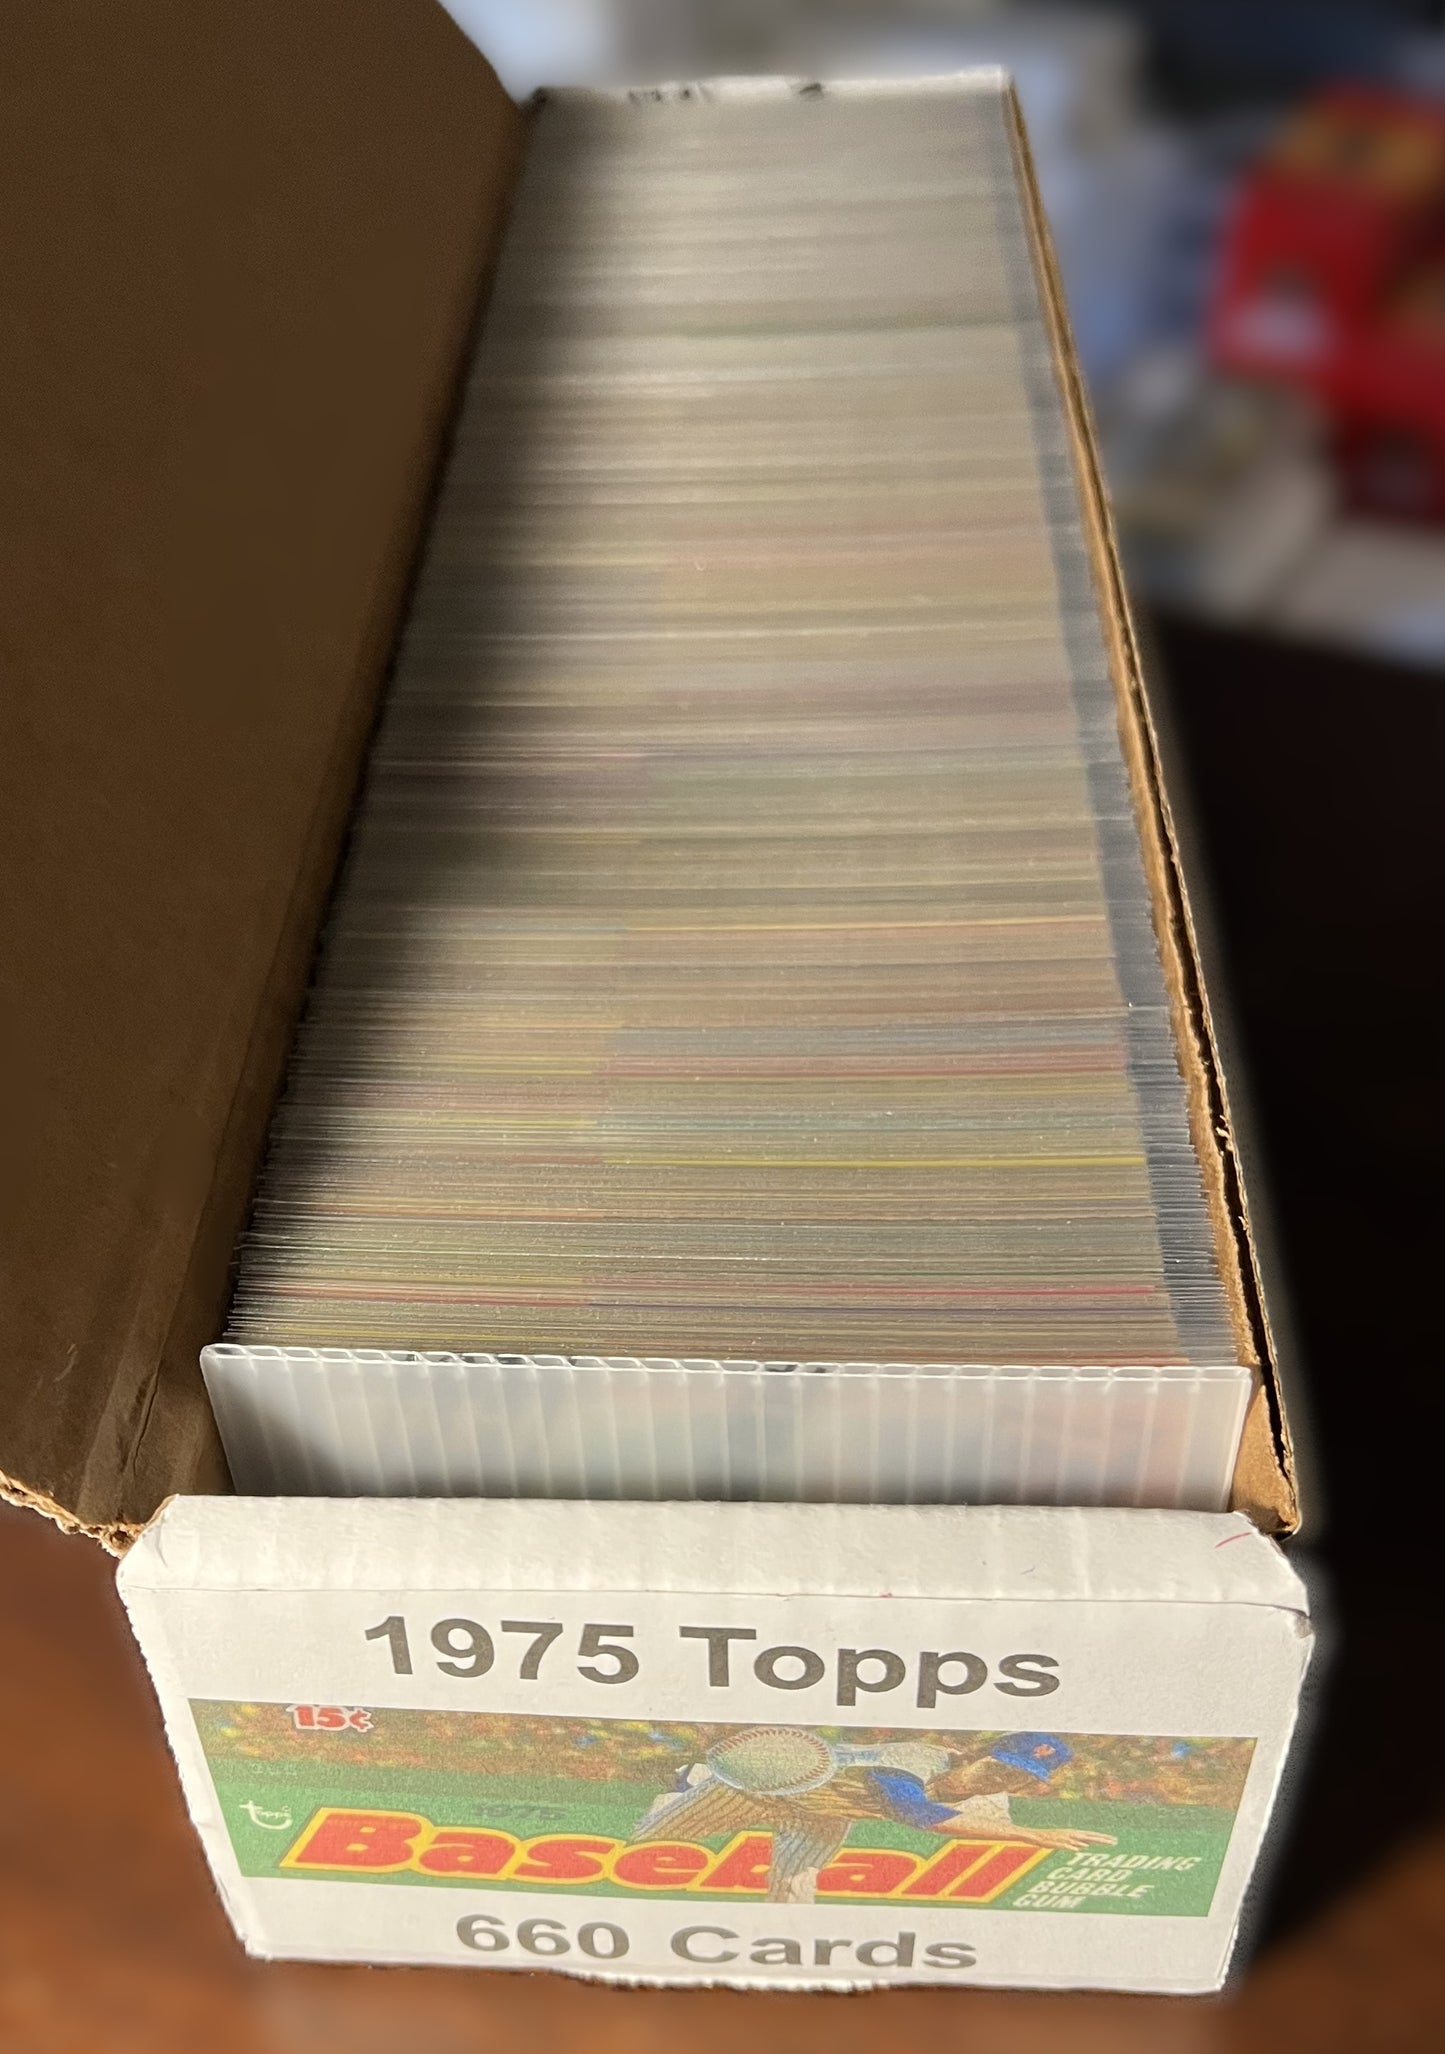 1975 Topps
15¢
Topps
1975
Baseball
TRADING
CARD
BUBBLE
GUM
660 Cards